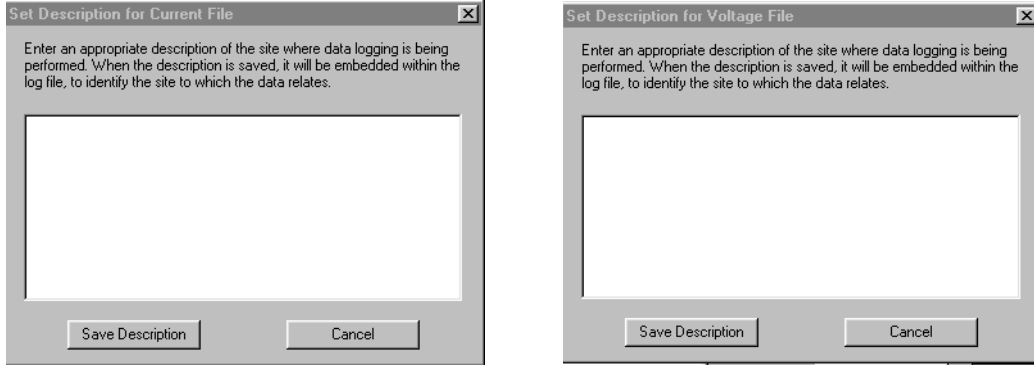 Set Description for Current File
Enter an appropriate description of the site where data logging is being
performed. When the description is saved, it will be embedded within the
log file, to identify the site to which the data relates.
Save Description
Cancel
Set Description for Voltage File
Enter an appropriate description of the site where data logging is being
performed. When the description is saved, it will be embedded within the
log file, to identify the site to which the data relates.
Save Description
Cancel